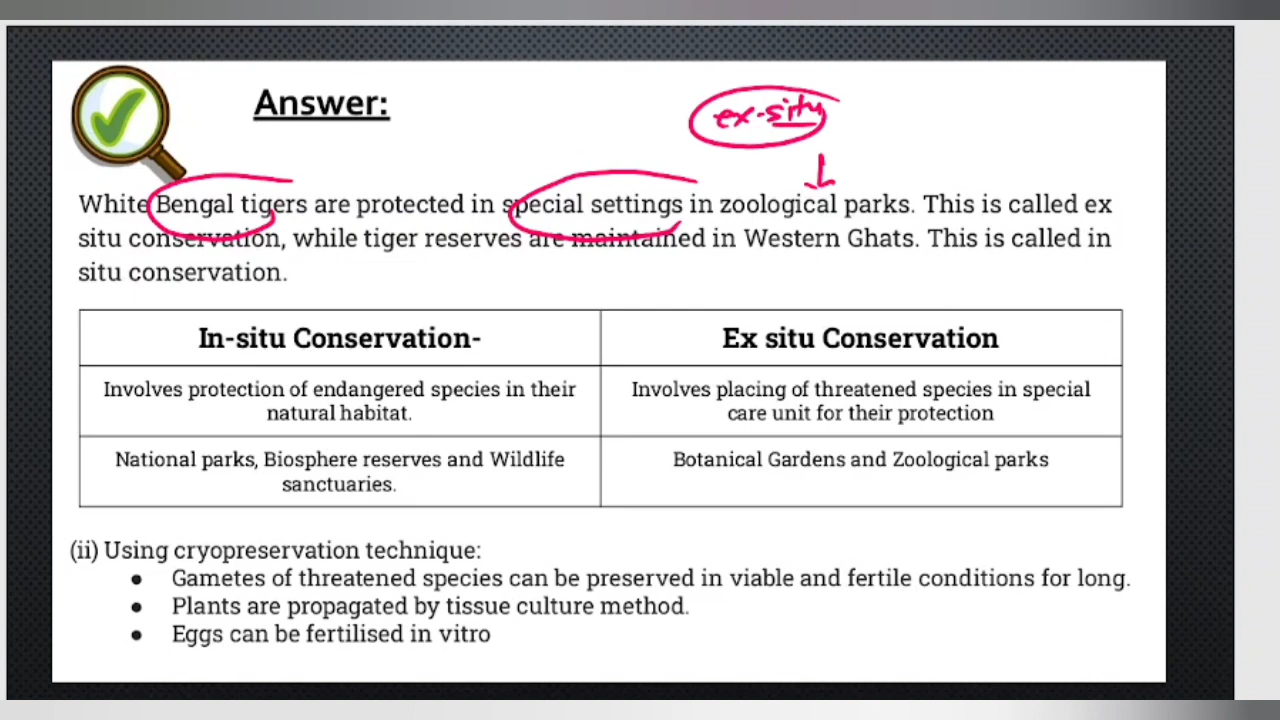 Answer:
ex-situ
White Bengal tigers are protected in special settings in zoological parks. This is called ex
situ conservation, while tiger reserves are maintained in Western Ghats. This is called in
situ conservation.
In-situ Conservation-
Ex situ Conservation
Involves protection of endangered species in their
natural habitat.
Involves placing of threatened species in special
care unit for their protection
National parks, Biosphere reserves and Wildlife
sanctuaries.
Botanical Gardens and Zoological parks
(ii) Using cryopreservation technique:
● Gametes of threatened species can be preserved in viable and fertile conditions for long.
● Plants are propagated by tissue culture method.
● Eggs can be fertilised in vitro